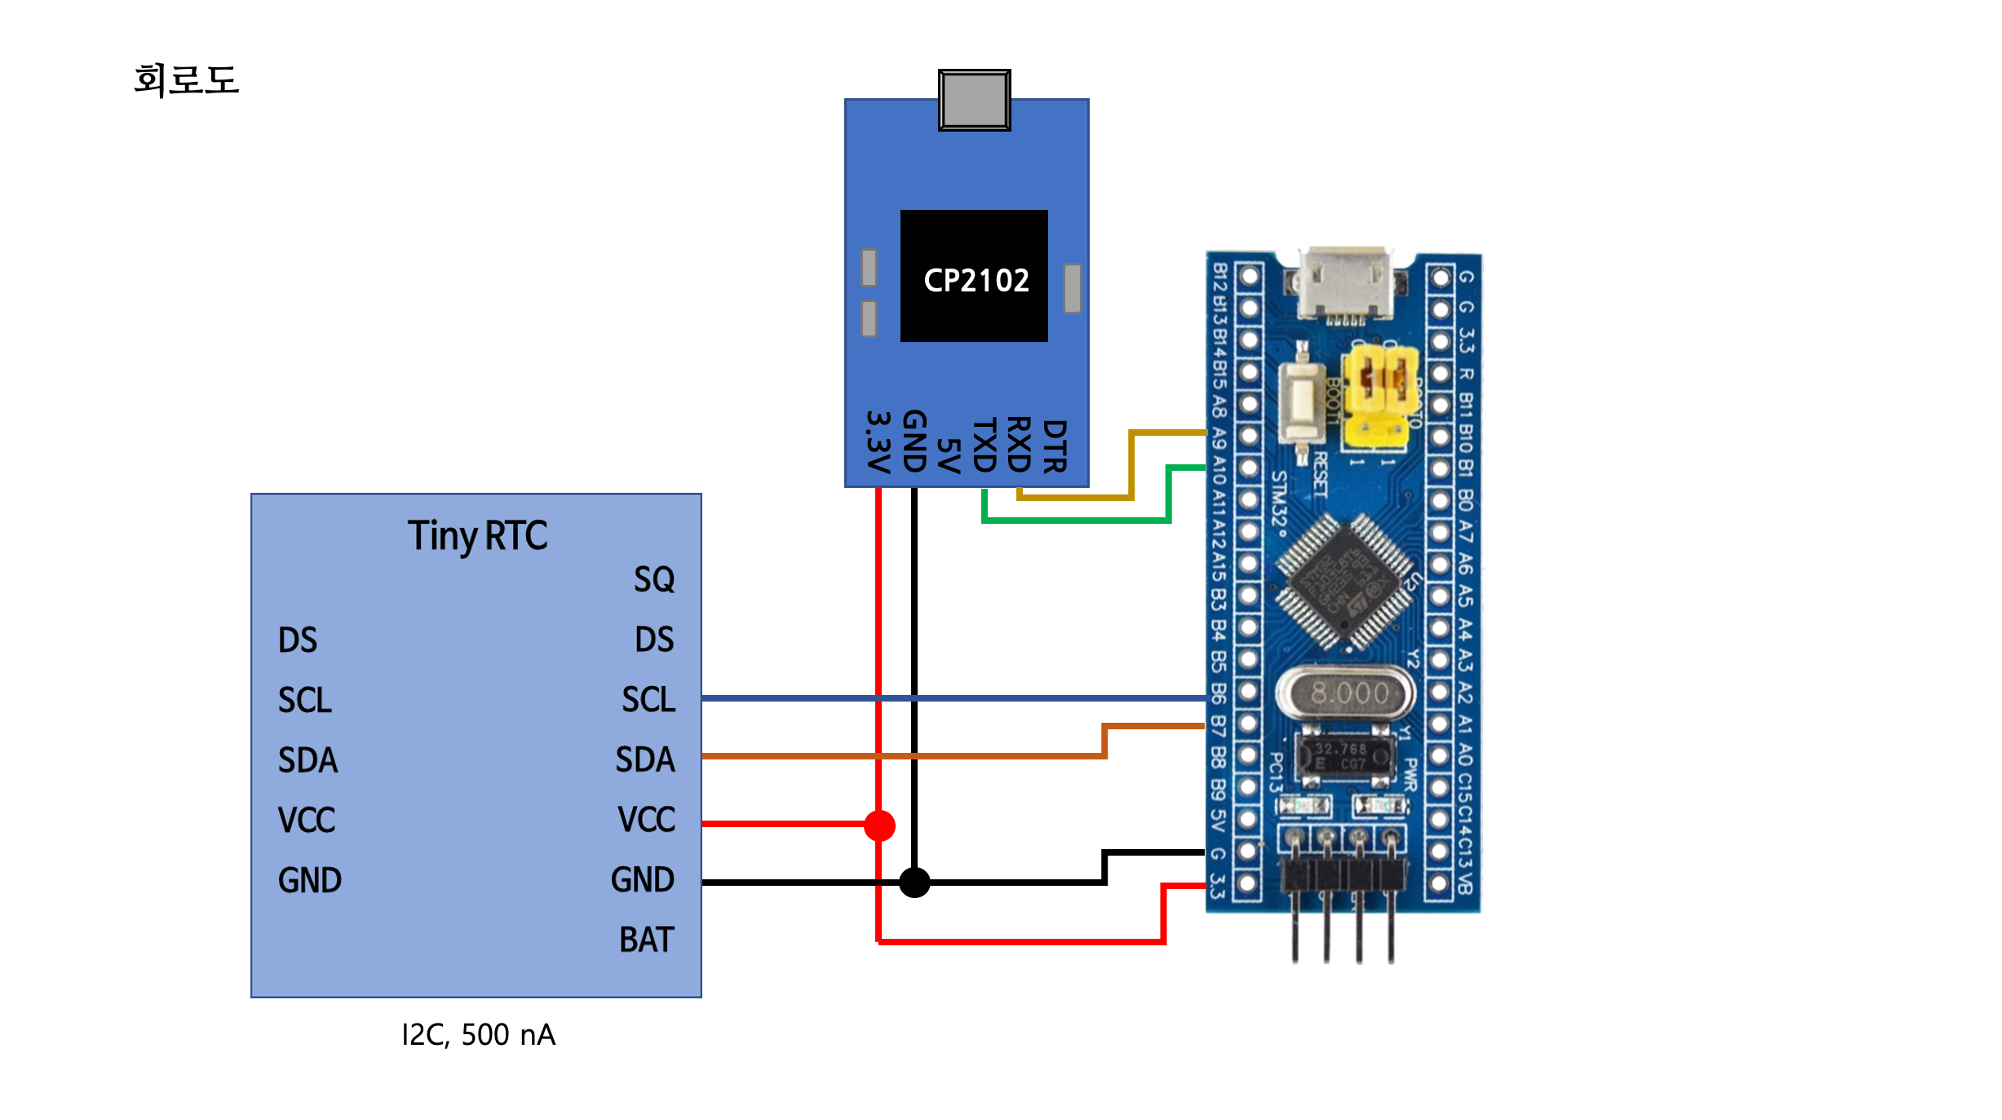 회로도
CP2102
3.3V
GND
5V
TXD
RXD
DTR
Tiny RTC
SQ
DS
DS
SCL
SCL
SDA
SDA
VCC
VCC
GND
GND
BAT
I2C, 500 nA
B12
B13
B14
B15
A8
A9
A10
A11
A12
A15
B3
B4
B5
B6
B7
B8
B9
5V
G
3.3
G
G
3.3
R
B11
B10
B1
B0
A7
A6
A5
A4
A3
A2
A1
A0
C15
C14
C13
VB
BOOT1
BOOT0
1
1
RESET
STM32
U2
Y2
8.000
Y1
32.768
E CG7
PC13
PWR